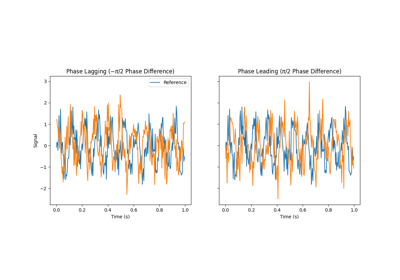 Phase Lagging (−π/2 Phase Difference)
Phase Leading (π/2 Phase Difference)
Reference
3
2
1
0
−1
−2
Signal
0.0 0.2 0.4 0.6 0.8 1.0
0.0 0.2 0.4 0.6 0.8 1.0
Time (s)
Time (s)